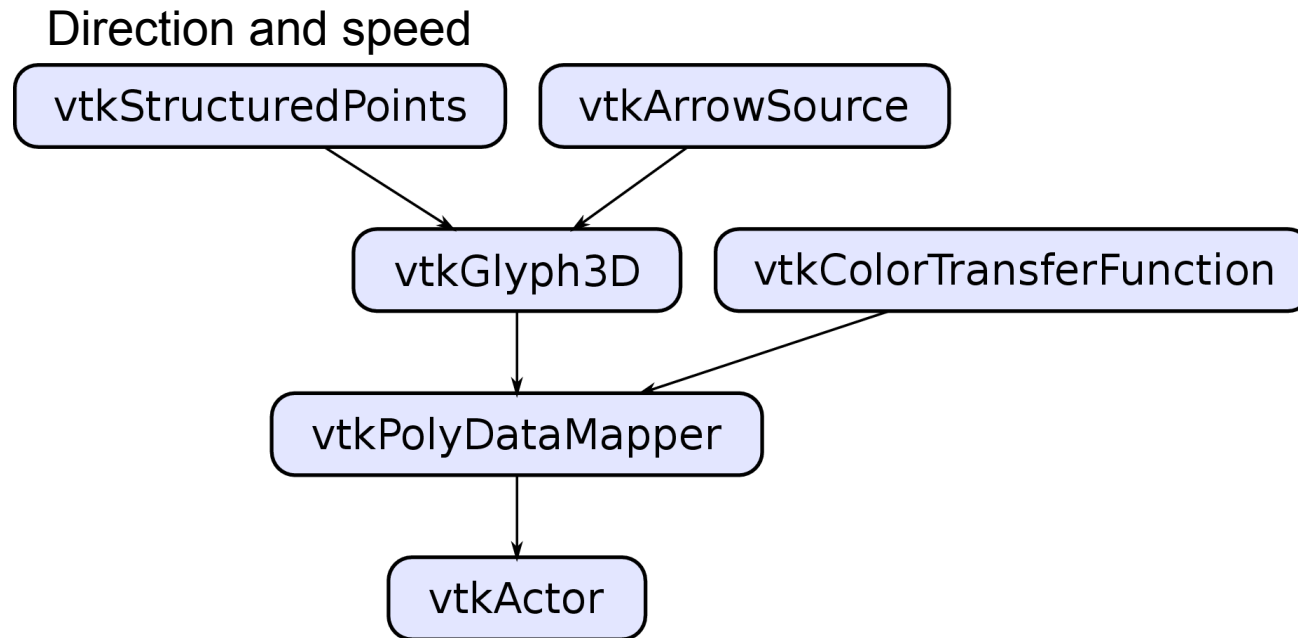 Direction and speed
vtkStructuredPoints
vtkArrowSource
vtkGlyph3D
vtkColorTransferFunction
vtkPolyDataMapper
vtkActor